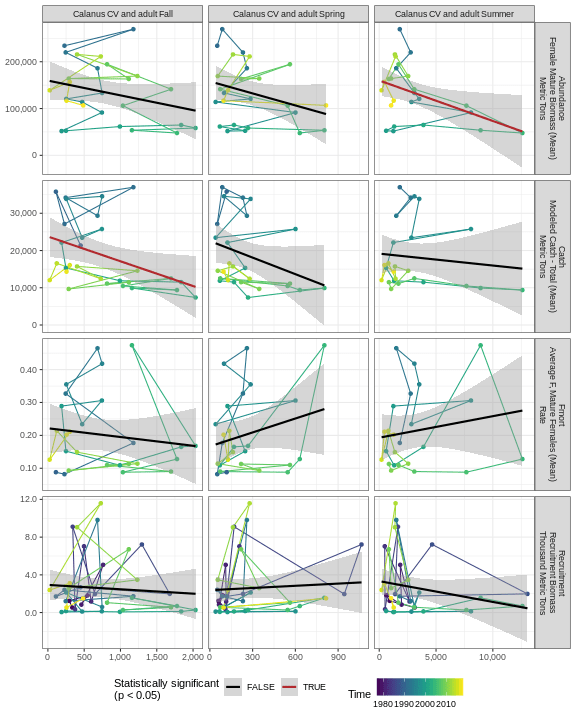 Calanus CV and adult Fall
Calanus CV and adult Spring
Calanus CV and adult Summer
200,000
100,000
0
Abundance
Female Mature Biomass (Mean)
Metric Tons
30,000
20,000
10,000
0
Catch
Modeled Catch - Total (Mean)
Metric Tons
0.40
0.30
0.20
0.10
Fmort
Average F, Mature Females (Mean)
Rate
12.0
8.0
4.0
0.0
Recruitment
Recruitment Biomass
Thousand Metric Tons
0 500 1,000 1,500 2,000
0 300 600 900
0 5,000 10,000
Statistically significant
(p < 0.05)
FALSE
TRUE
Time
1980 1990 2000 2010